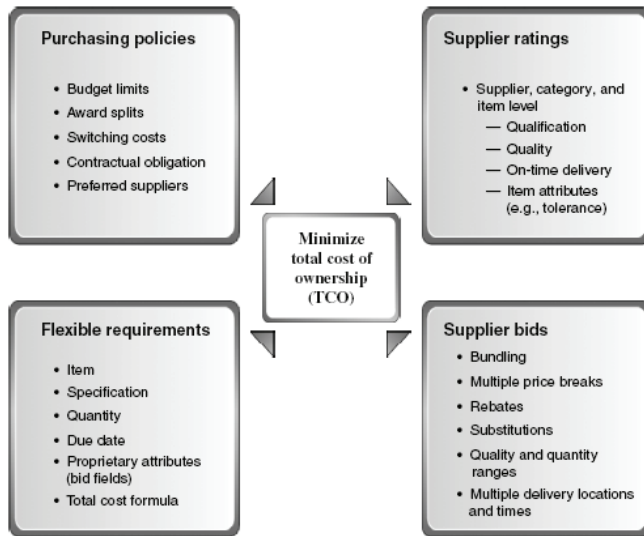 Purchasing policies
• Budget limits
• Award splits
• Switching costs
• Contractual obligation
• Preferred suppliers
Supplier ratings
• Supplier, category, and
item level
— Qualification
— Quality
— On-time delivery
— Item attributes
(e.g., tolerance)
Minimize
total cost of
ownership
(TCO)
Flexible requirements
• Item
• Specification
• Quantity
• Due date
• Proprietary attributes
(bid fields)
• Total cost formula
Supplier bids
• Bundling
• Multiple price breaks
• Rebates
• Substitutions
• Quality and quantity
ranges
• Multiple delivery locations
and times